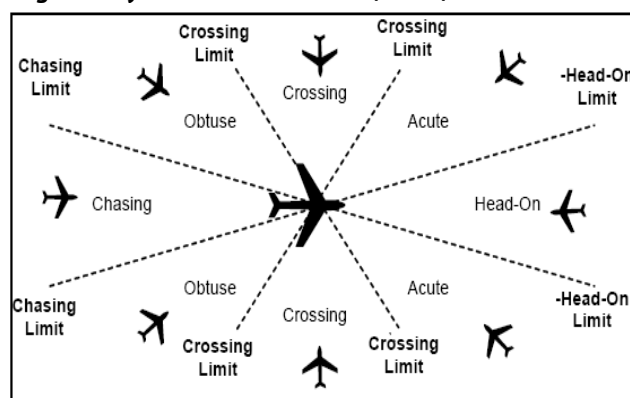 Crossing
Limit
Crossing
Limit
Chasing
Limit
Crossing
-Head-On
Limit
Obtuse
Acute
Chasing
Head-On
Obtuse
Acute
Chasing
Limit
Crossing
-Head-On
Limit
Crossing
Limit
Crossing
Limit